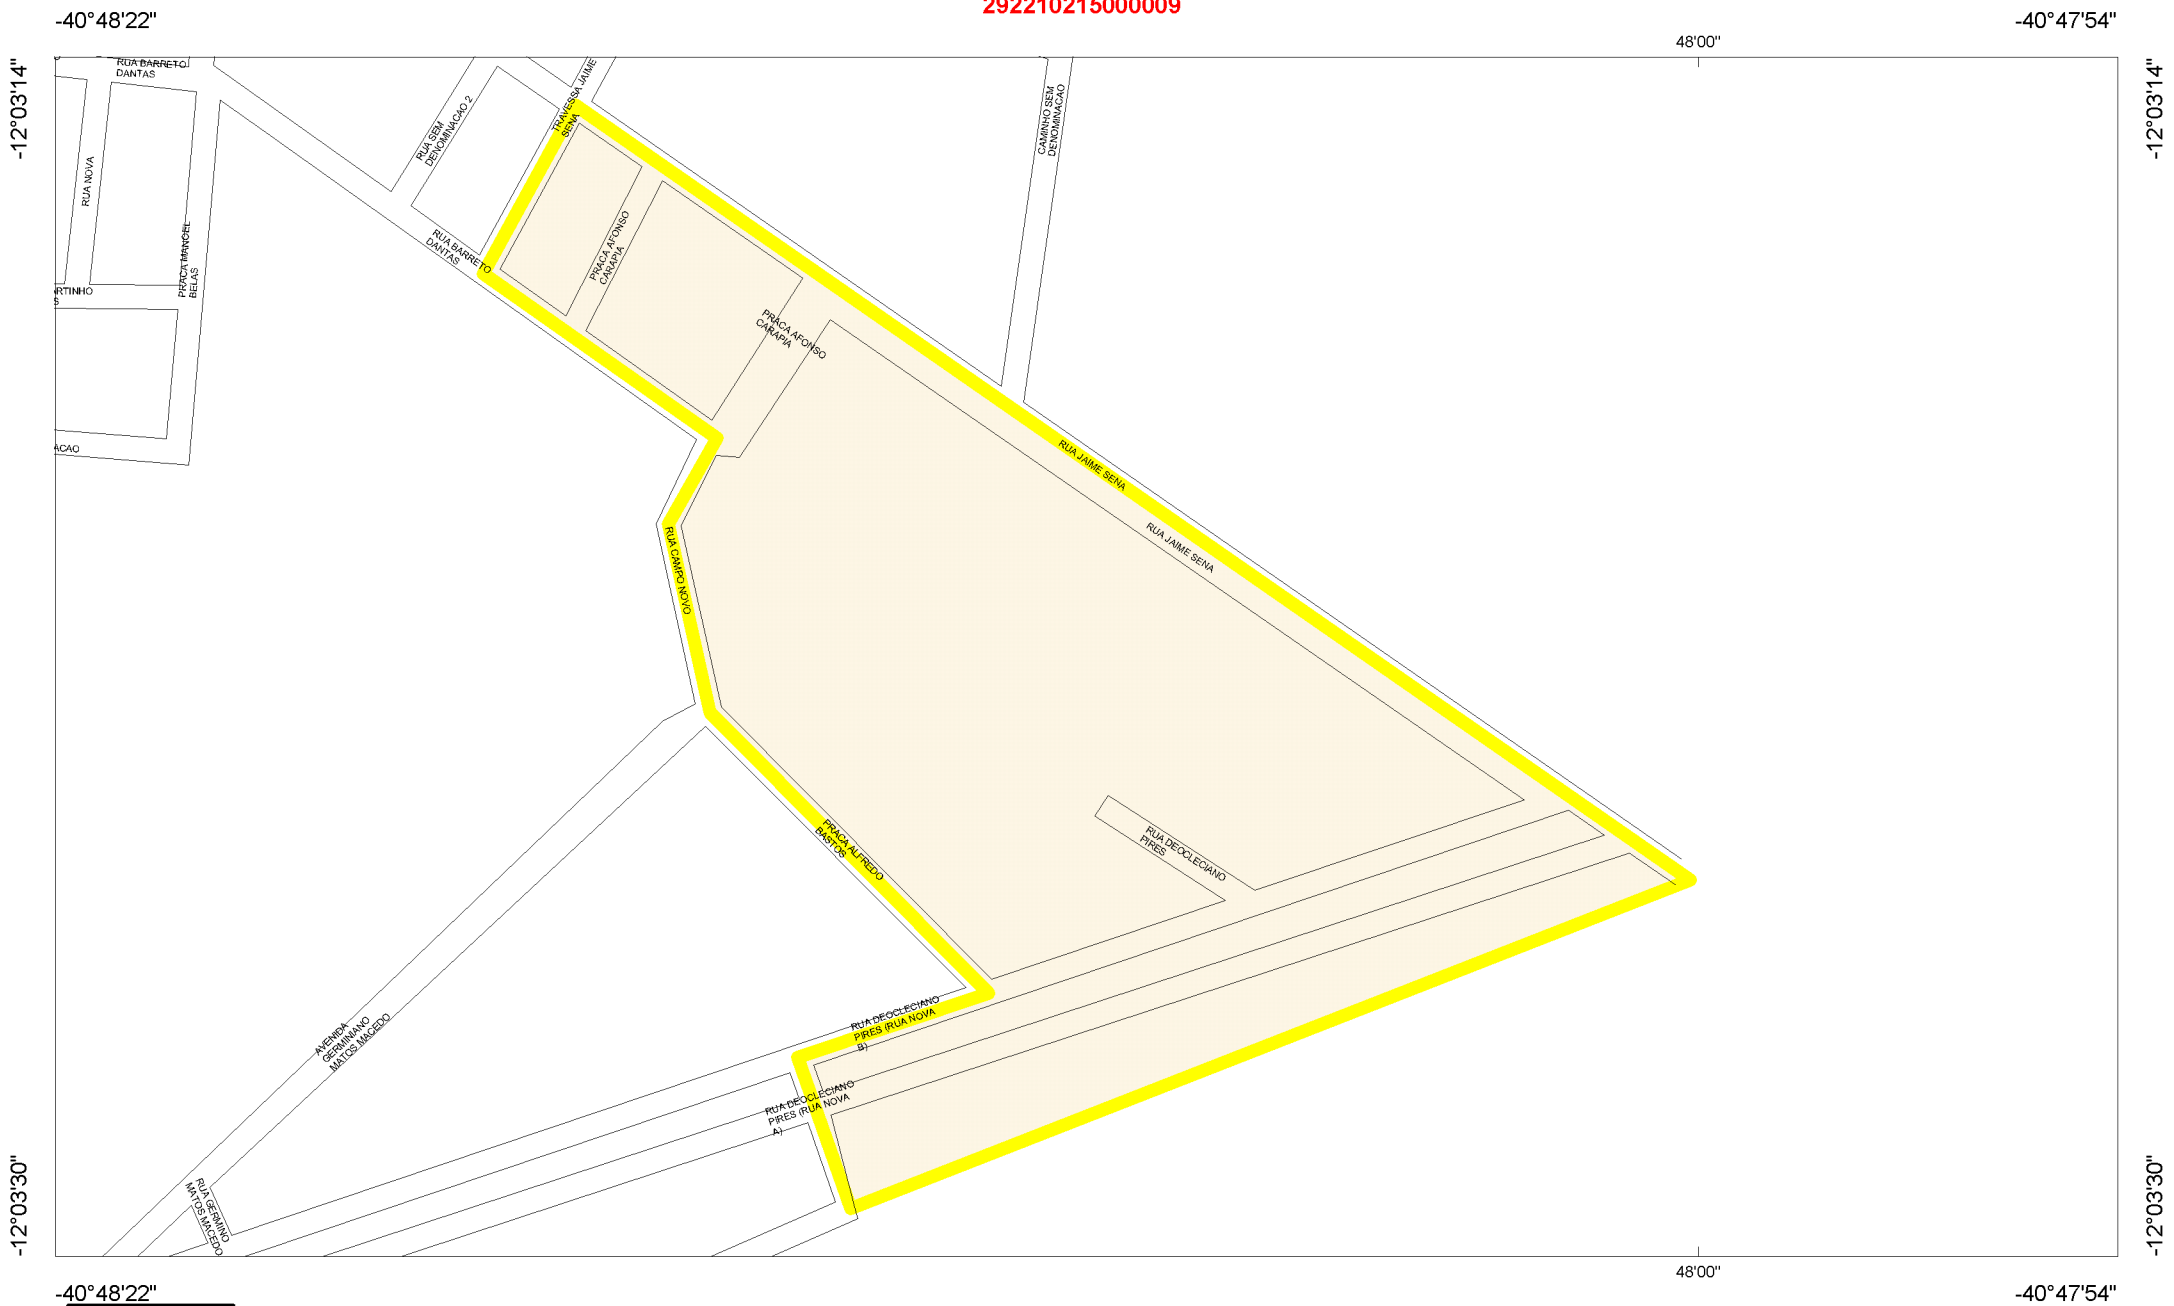 292210215000009
-40°48'22"
-40°47'54"
48'00"
-12°03'14"
-12°03'14"
RUA BARRETO
DANTAS
TRAVESSA JAIME
SENA
RUA SEM
DENOMINACAO 2
CAMINHO SEM
DENOMINACAO
RUA NOVA
PRACA MANOEL
BELAS
RUA BARRETO
DANTAS
PRACA AFONSO
CARAPIA
RTINHO
S
PRACA AFONSO
CARAPIA
ACAO
RUA JAIME SENA
RUA JAIME SENA
RUA CAMPO NOVO
PRACA ALFREDO
BASTOS
RUA DEOCLECIANO
PIRES
RUA DEOCLECIANO
PIRES (RUA NOVA
B)
AVENIDA
GERMINIANO
MATOS MACEDO
RUA DEOCLECIANO
PIRES (RUA NOVA
A)
RUA GERMINO
MATOS MACEDO
-12°03'30"
-12°03'30"
48'00"
-40°48'22"
-40°47'54"